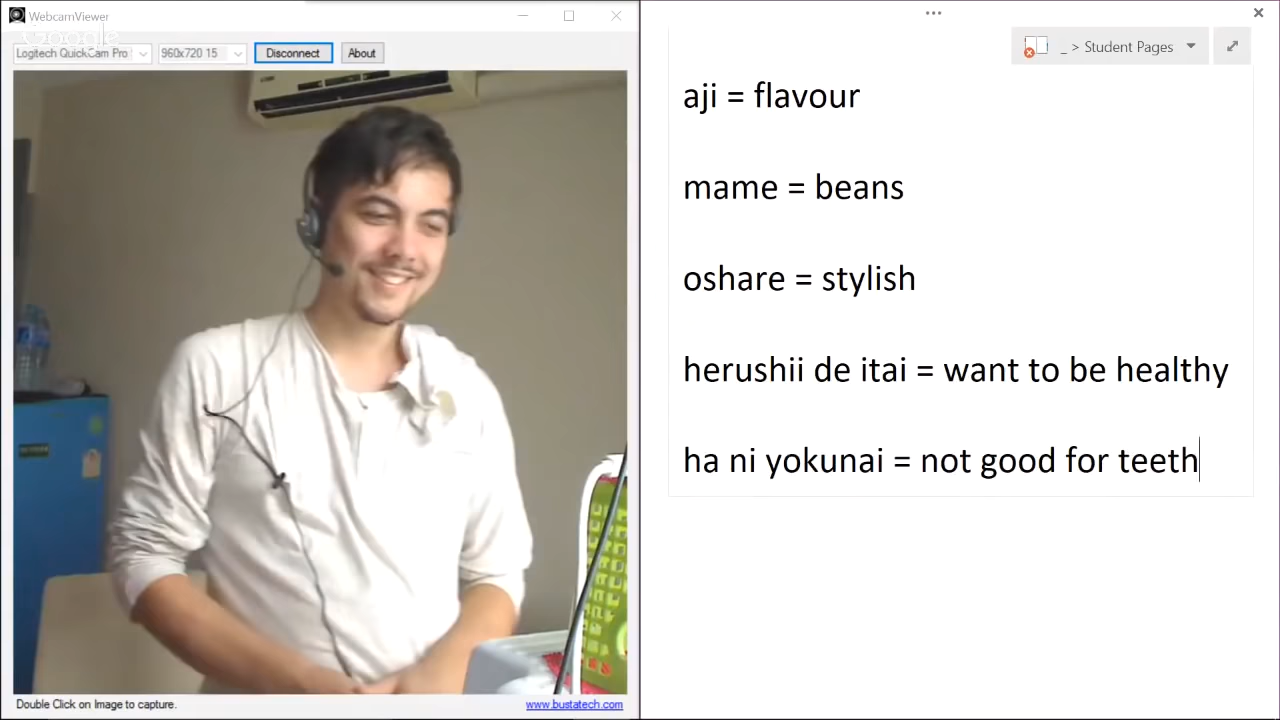 WebcamViewer
Google
Logitech QuickCam Pro
960x720 15
Disconnect
About
Double Click on Image to capture.
www.bustatech.com
_ > Student Pages
aji = flavour
mame = beans
oshare = stylish
herushii de itai = want to be healthy
ha ni yokunai = not good for teeth